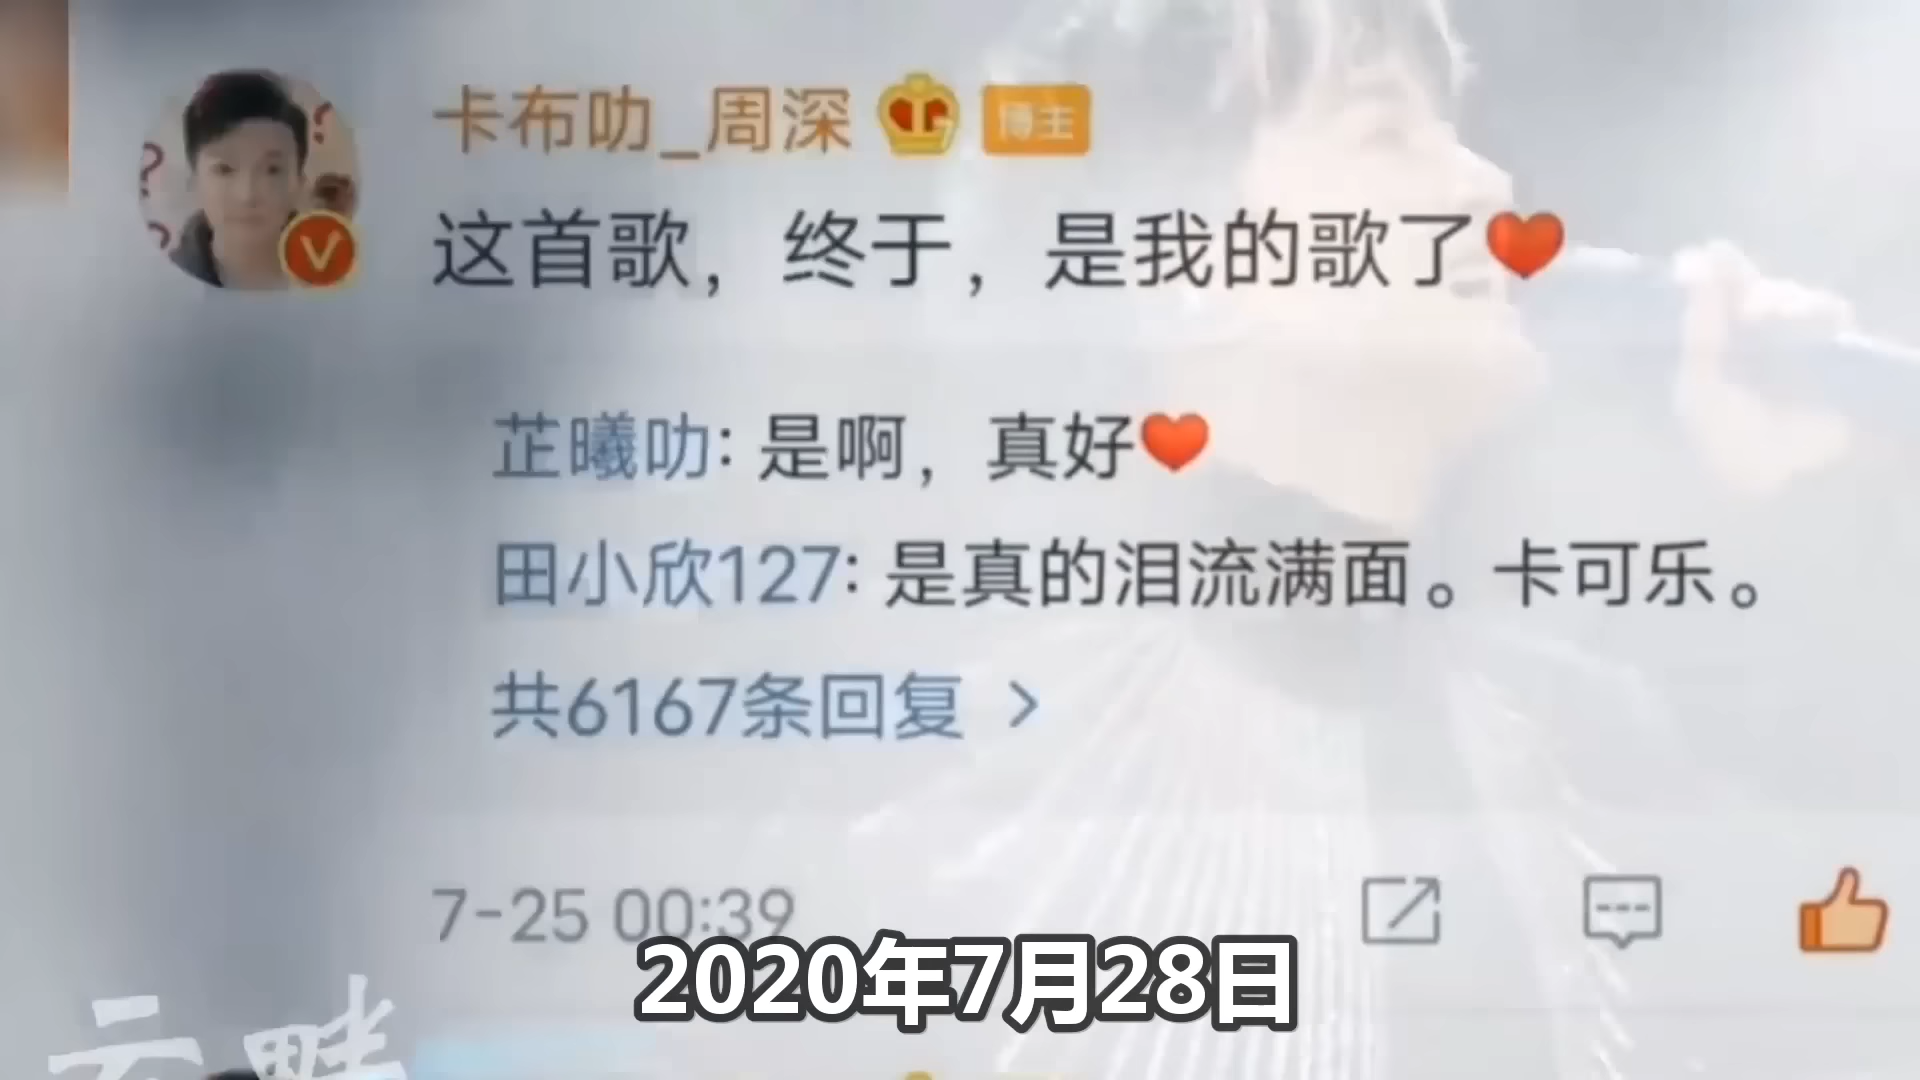 卡布叻_周深 博主
这首歌，终于，是我的歌了❤️
芷曦叻: 是啊，真好❤️
田小欣127: 是真的泪流满面。卡可乐。
共6167条回复 >
7-25 00:39
2020年7月28日
云畔